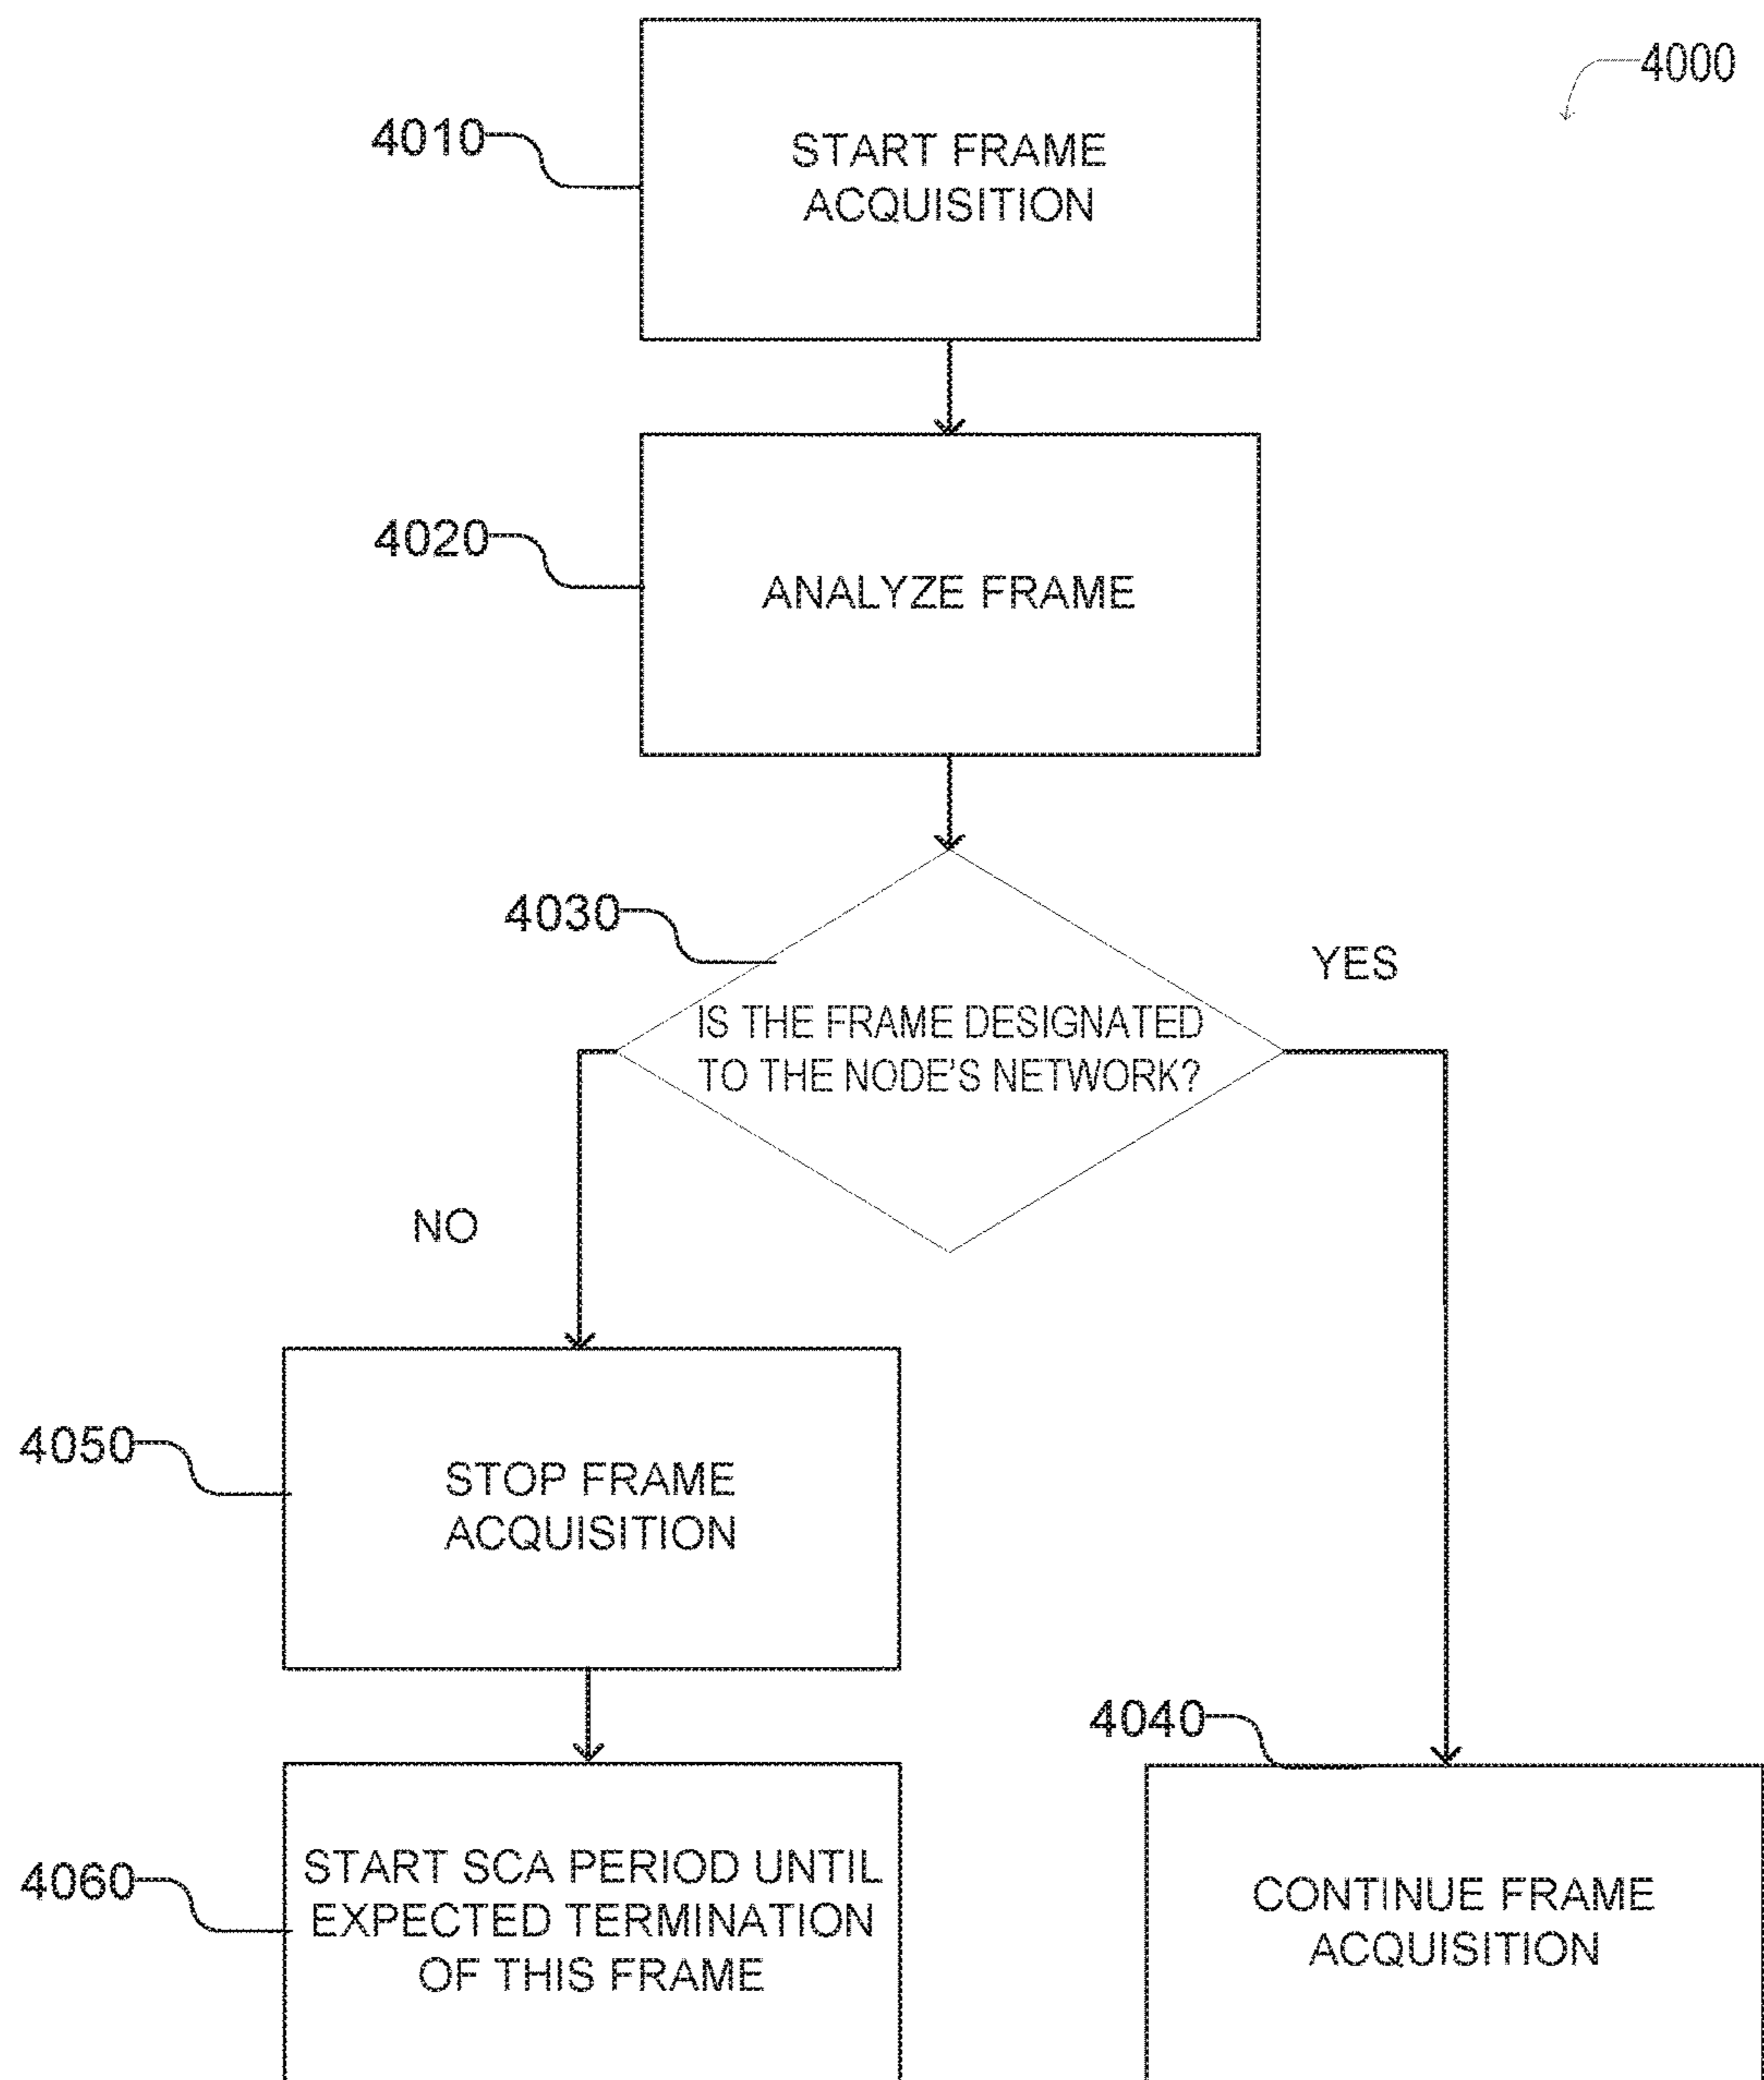 4000
4010
START FRAME
ACQUISITION
4020
ANALYZE FRAME
4030
YES
IS THE FRAME DESIGNATED
TO THE NODE'S NETWORK?
NO
4050
STOP FRAME
ACQUISITION
4040
4060
START SCA PERIOD UNTIL
EXPECTED TERMINATION
OF THIS FRAME
CONTINUE FRAME
ACQUISITION